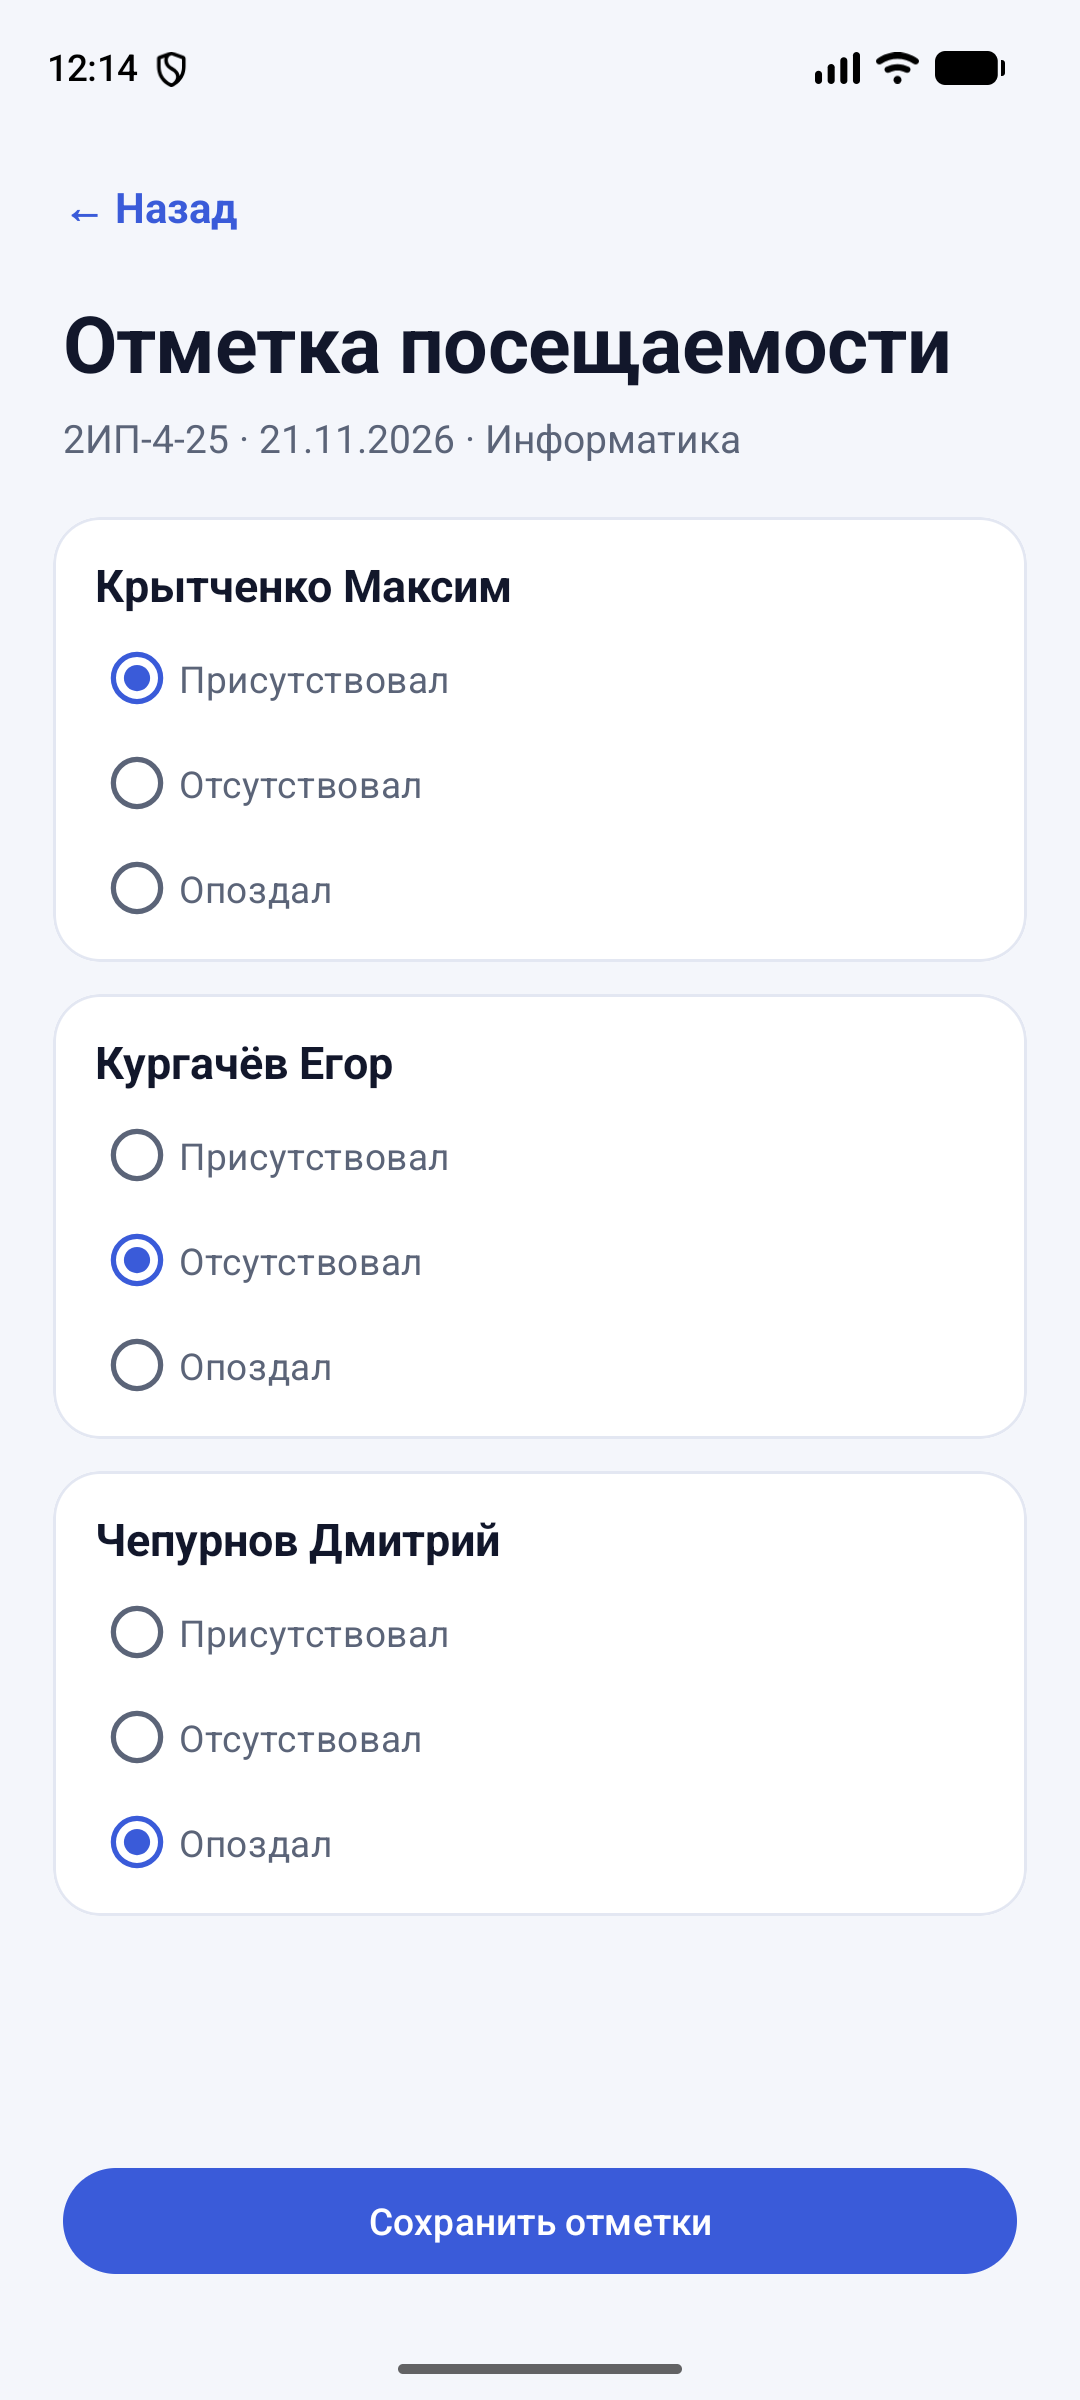 12:14
← Назад
Отметка посещаемости
2ИП-4-25 · 21.11.2026 · Информатика
Крытченко Максим
Присутствовал
Отсутствовал
Опоздал
Кургачёв Егор
Присутствовал
Отсутствовал
Опоздал
Чепурнов Дмитрий
Присутствовал
Отсутствовал
Опоздал
Сохранить отметки